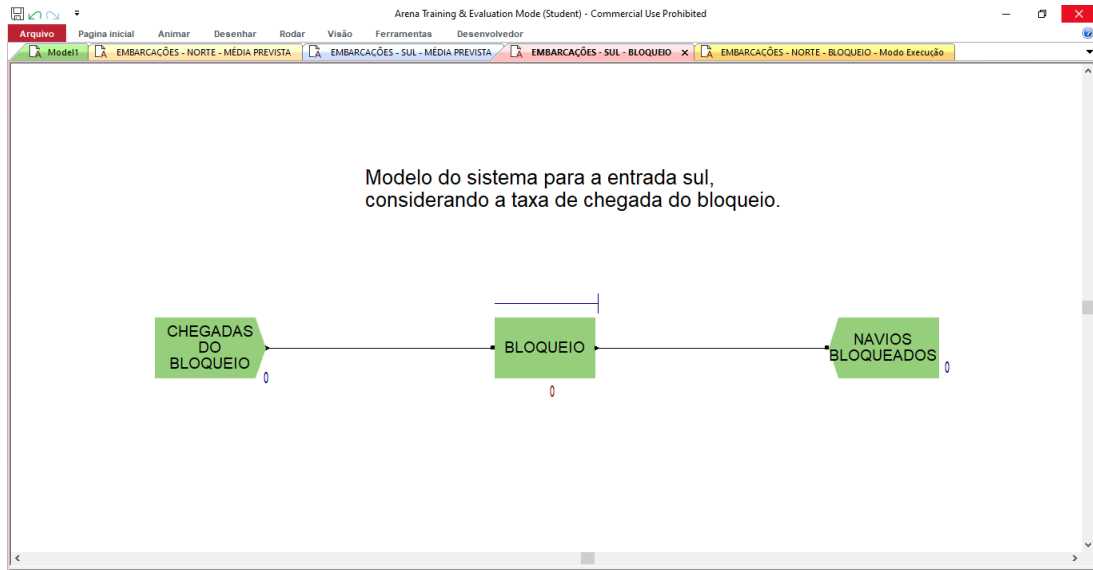 Arena Training & Evaluation Mode (Student) - Commercial Use Prohibited
Arquivo Pagina inicial Animar Desenhar Rodar Visão Ferramentas Desenvolvedor
Model1 EMBARCAÇÕES - NORTE - MÉDIA PREVISTA EMBARCAÇÕES - SUL - MÉDIA PREVISTA EMBARCAÇÕES - SUL - BLOQUEIO EMBARCAÇÕES - NORTE - BLOQUEIO - Modo Execução
Modelo do sistema para a entrada sul,
considerando a taxa de chegada do bloqueio.
CHEGADAS
DO
BLOQUEIO
0
BLOQUEIO
0
NAVIOS
BLOQUEADOS
0